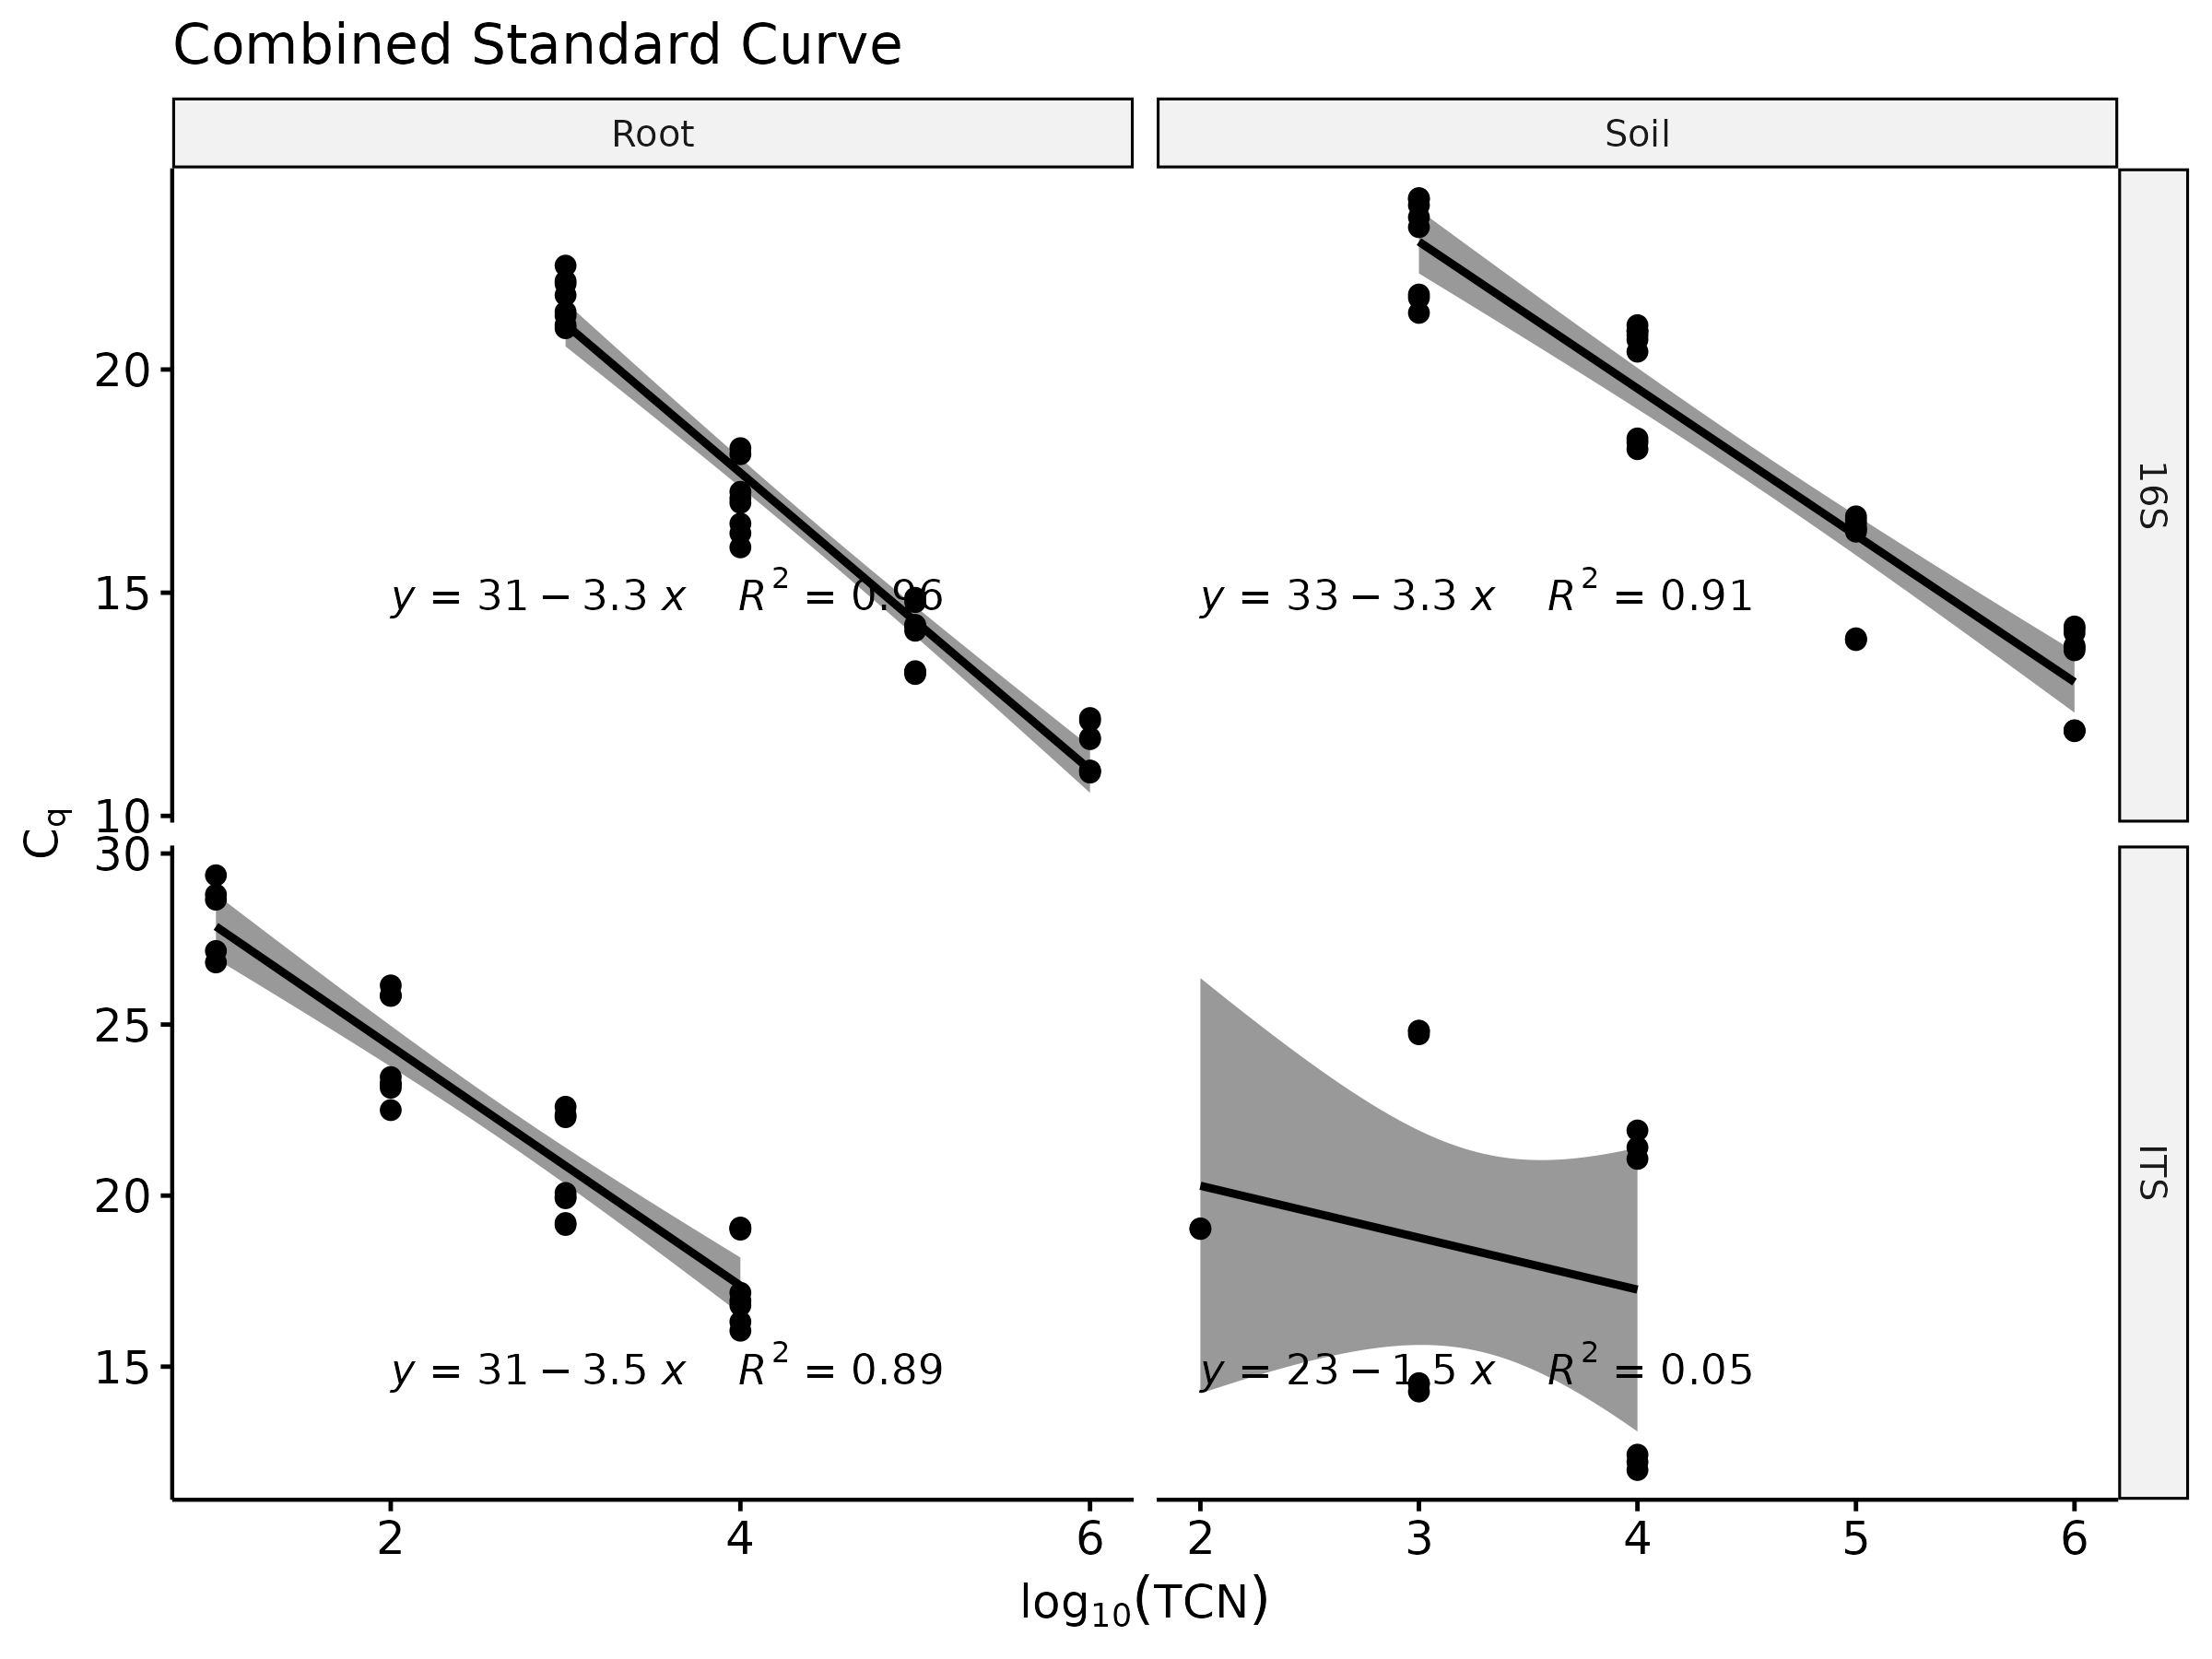 Combined Standard Curve
Root
Soil
16S
20
15
10
y = 31 − 3.3 x R² = 0.96
y = 33 − 3.3 x R² = 0.91
Cq
ITS
30
25
20
15
y = 31 − 3.5 x R² = 0.89
y = 23 − 1.5 x R² = 0.05
2 4 6
2 3 4 5 6
log₁₀(TCN)